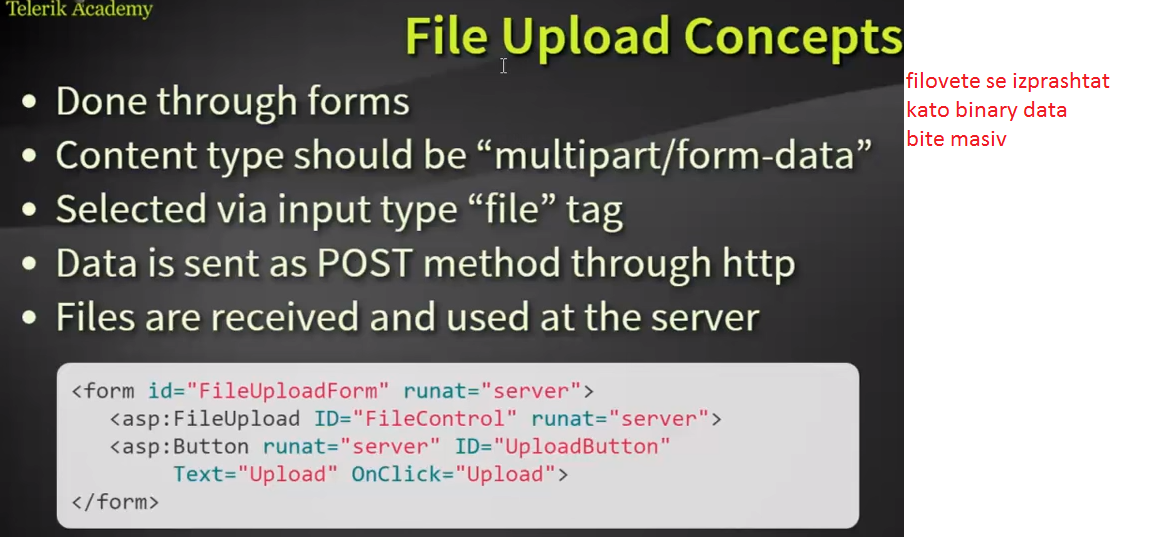 Telerik Academy
File Upload Concepts
filovete se izprashtat
kato binary data
bite masiv
• Done through forms
• Content type should be “multipart/form-data”
• Selected via input type “file” tag
• Data is sent as POST method through http
• Files are received and used at the server
<form id="FileUploadForm" runat="server">
<asp:FileUpload ID="FileControl" runat="server">
<asp:Button runat="server" ID="UploadButton"
Text="Upload" OnClick="Upload">
</form>